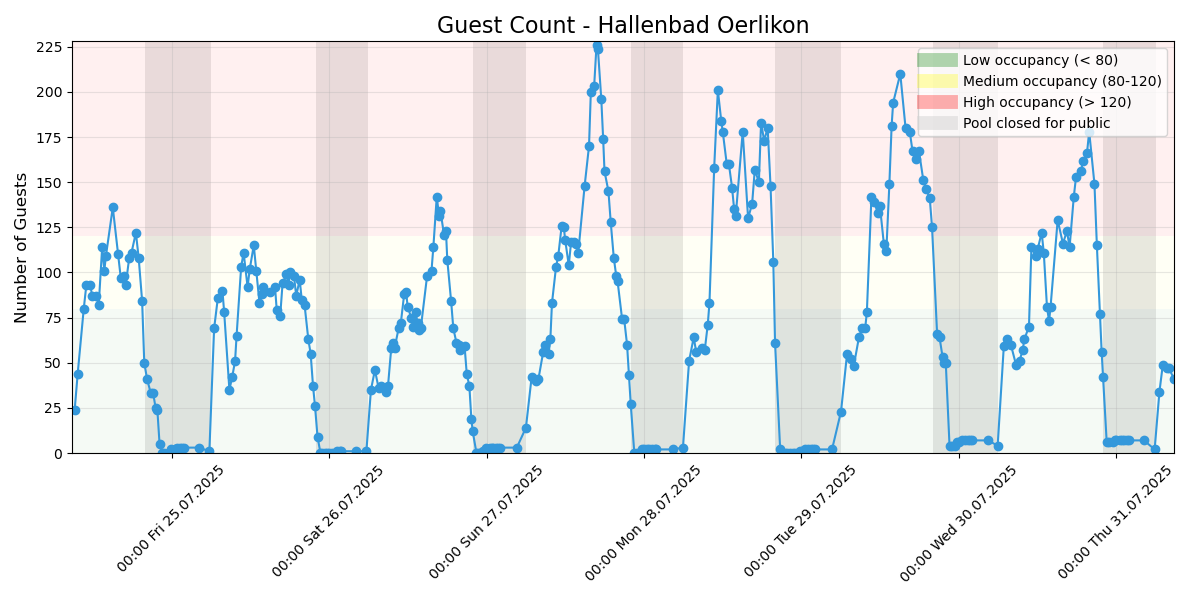 Guest Count - Hallenbad Oerlikon
Number of Guests
225
200
175
150
125
100
75
50
25
0
Low occupancy (< 80)
Medium occupancy (80-120)
High occupancy (> 120)
Pool closed for public
00:00 Fri 25.07.2025
00:00 Sat 26.07.2025
00:00 Sun 27.07.2025
00:00 Mon 28.07.2025
00:00 Tue 29.07.2025
00:00 Wed 30.07.2025
00:00 Thu 31.07.2025